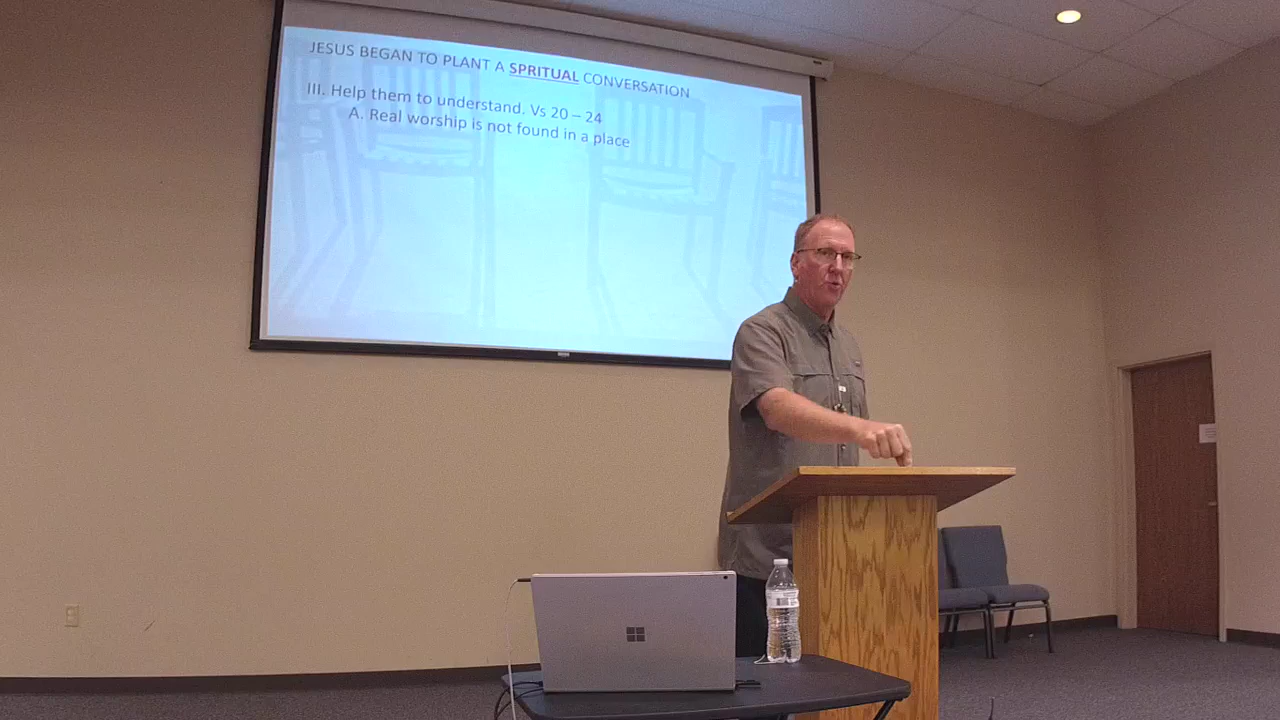 JESUS BEGAN TO PLANT A SPRITUAL CONVERSATION
III. Help them to understand. Vs 20 – 24
A. Real worship is not found in a place